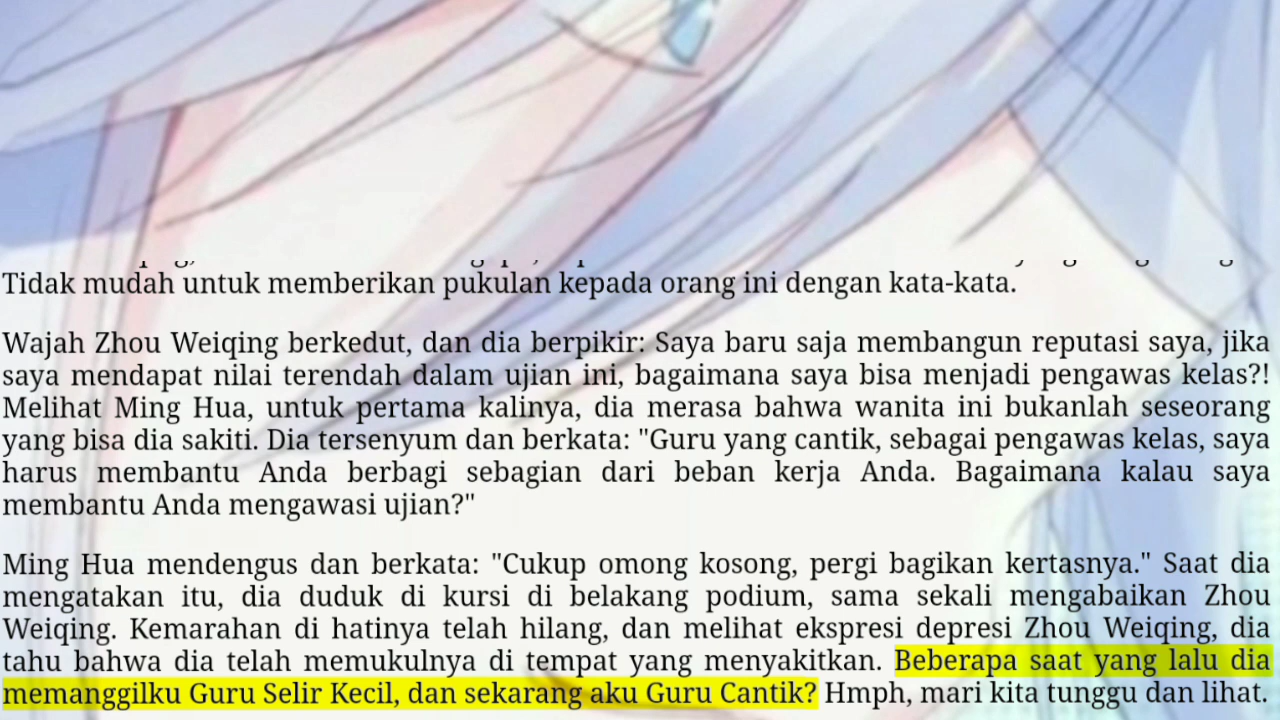 Tidak mudah untuk memberikan pukulan kepada orang ini dengan kata-kata.
Wajah Zhou Weiqing berkedut, dan dia berpikir: Saya baru saja membangun reputasi saya, jika
saya mendapat nilai terendah dalam ujian ini, bagaimana saya bisa menjadi pengawas kelas?!
Melihat Ming Hua, untuk pertama kalinya, dia merasa bahwa wanita ini bukanlah seseorang
yang bisa dia sakiti. Dia tersenyum dan berkata: "Guru yang cantik, sebagai pengawas kelas, saya
harus membantu Anda berbagi sebagian dari beban kerja Anda. Bagaimana kalau saya
membantu Anda mengawasi ujian?"
Ming Hua mendengus dan berkata: "Cukup omong kosong, pergi bagikan kertasnya." Saat dia
mengatakan itu, dia duduk di kursi di belakang podium, sama sekali mengabaikan Zhou
Weiqing. Kemarahan di hatinya telah hilang, dan melihat ekspresi depresi Zhou Weiqing, dia
tahu bahwa dia telah memukulnya di tempat yang menyakitkan. Beberapa saat yang lalu dia
memanggilku Guru Selir Kecil, dan sekarang aku Guru Cantik? Hmph, mari kita tunggu dan lihat.